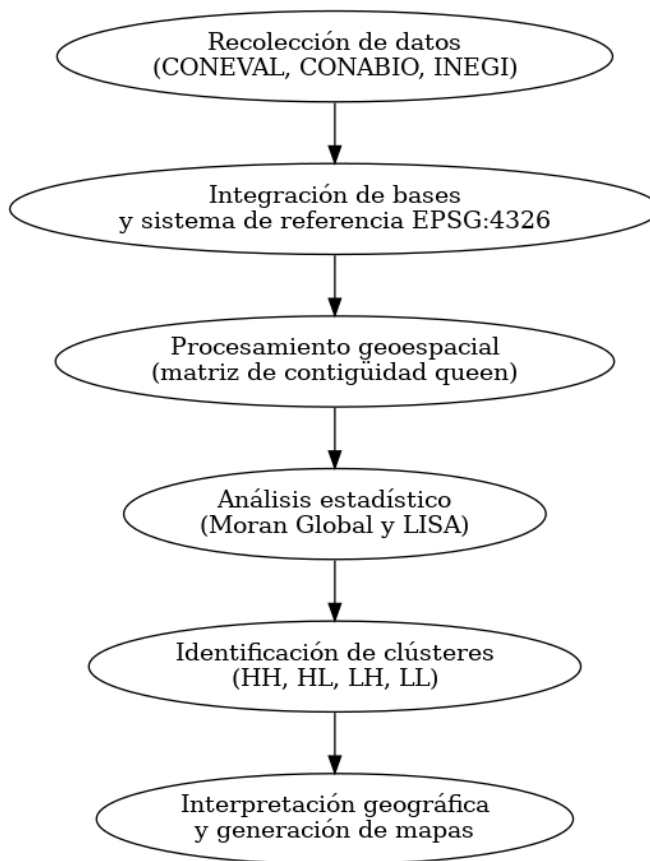 Recolección de datos
(CONEVAL, CONABIO, INEGI)
Integración de bases
y sistema de referencia EPSG:4326
Procesamiento geoespacial
(matriz de contigüidad queen)
Análisis estadístico
(Moran Global y LISA)
Identificación de clústeres
(HH, HL, LH, LL)
Interpretación geográfica
y generación de mapas